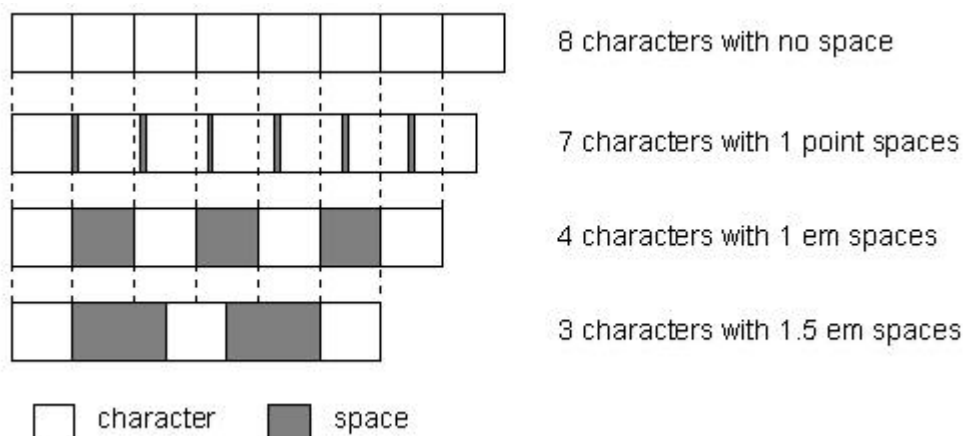 8 characters with no space
7 characters with 1 point spaces
4 characters with 1 em spaces
3 characters with 1.5 em spaces
character space